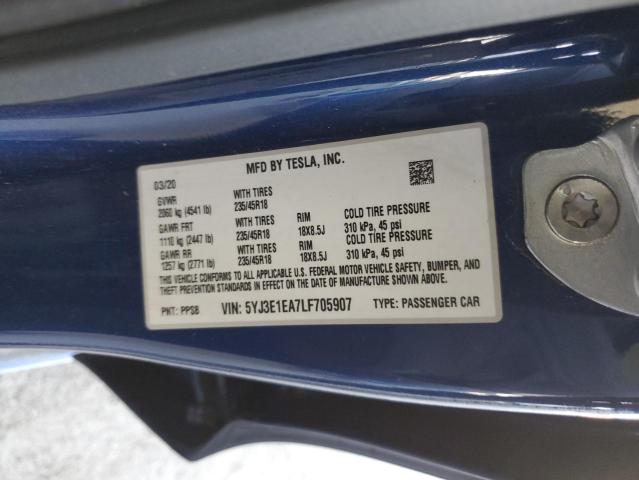 MFD BY TESLA, INC.
03/20
GVWR WITH TIRES
2060 kg (4541 lb) 235/45R18
GAWR FRT WITH TIRES RIM COLD TIRE PRESSURE
1110 kg (2447 lb) 235/45R18 18X8.5J 310 kPa, 45 psi
GAWR RR WITH TIRES RIM COLD TIRE PRESSURE
1257 kg (2771 lb) 235/45R18 18X8.5J 310 kPa, 45 psi
THIS VEHICLE CONFORMS TO ALL APPLICABLE U.S. FEDERAL MOTOR VEHICLE SAFETY, BUMPER, AND
THEFT PREVENTION STANDARDS IN EFFECT ON THE DATE OF MANUFACTURE SHOWN ABOVE.
PNT: PPSB VIN: 5YJ3E1EA7LF705907 TYPE: PASSENGER CAR